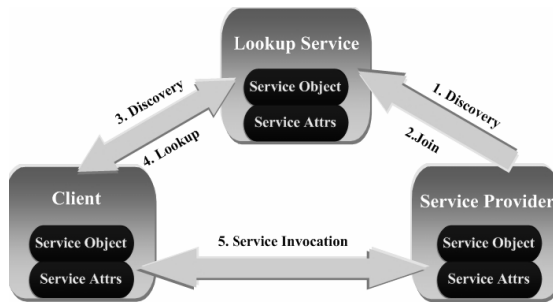 Lookup Service
Service Object
Service Attrs
3. Discovery
4. Lookup
1. Discovery
2.Join
Client
Service Object
Service Attrs
5. Service Invocation
Service Provider
Service Object
Service Attrs